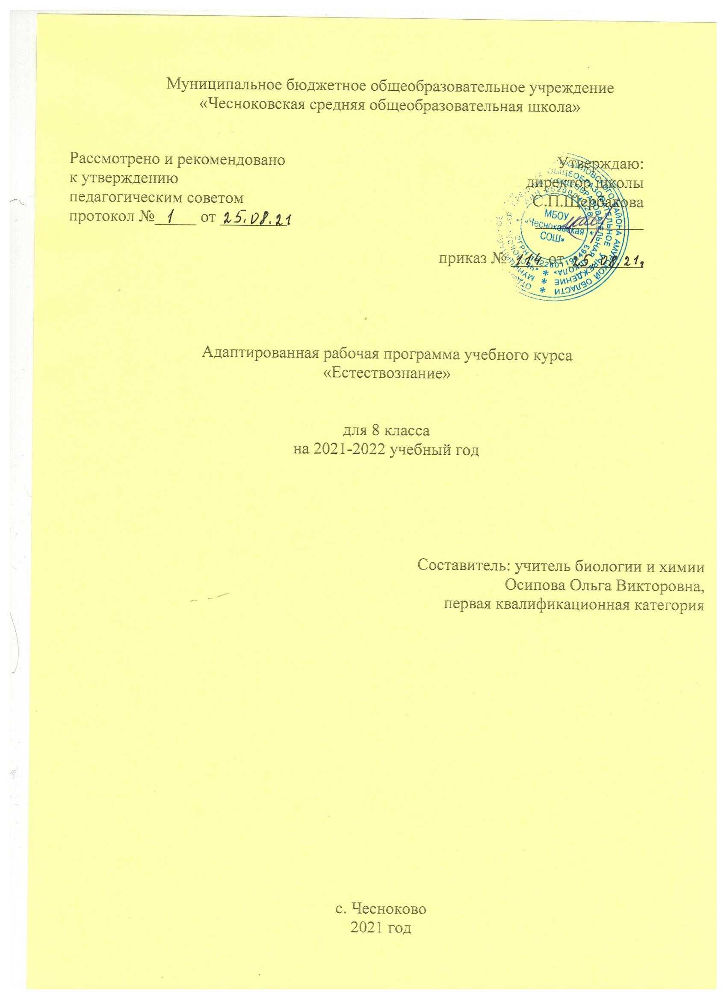 Муниципальное бюджетное общеобразовательное учреждение
«Чесноковская средняя общеобразовательная школа»
Рассмотрено и рекомендовано
к утверждению
педагогическим советом
протокол № 1 от 25.08.21
Утверждаю:
директор школы
С.П.Щербакова
МБОУ
«Чесноковская
СОШ»
приказ № 114 от 25.08.21г
Адаптированная рабочая программа учебного курса
«Естествознание»
для 8 класса
на 2021-2022 учебный год
Составитель: учитель биологии и химии
Осипова Ольга Викторовна,
первая квалификационная категория
с. Чесноково
2021 год